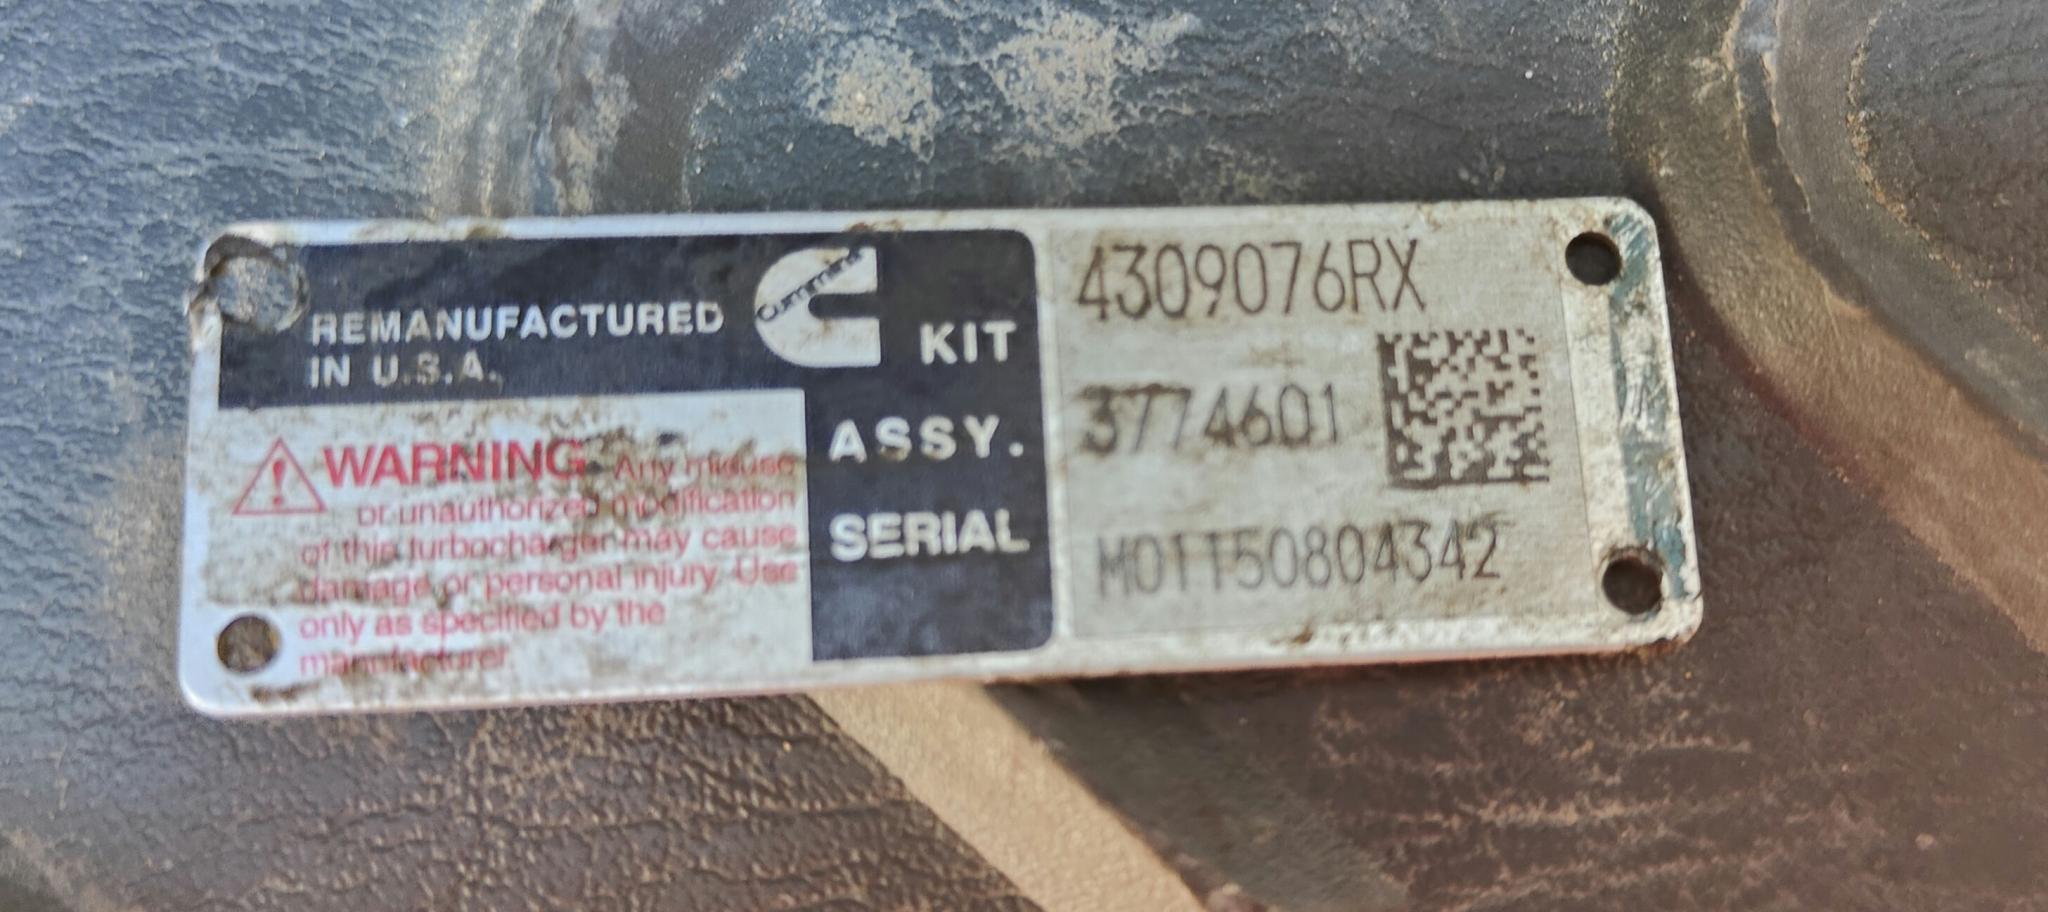 REMANUFACTURED
IN U.S.A.
Cummins
KIT 4309076RX
ASSY. 3774601
SERIAL M01150804342
WARNING Any misuse
or unauthorized modification
of this turbocharger may cause
damage or personal injury. Use
only as specified by the
manufacturer.